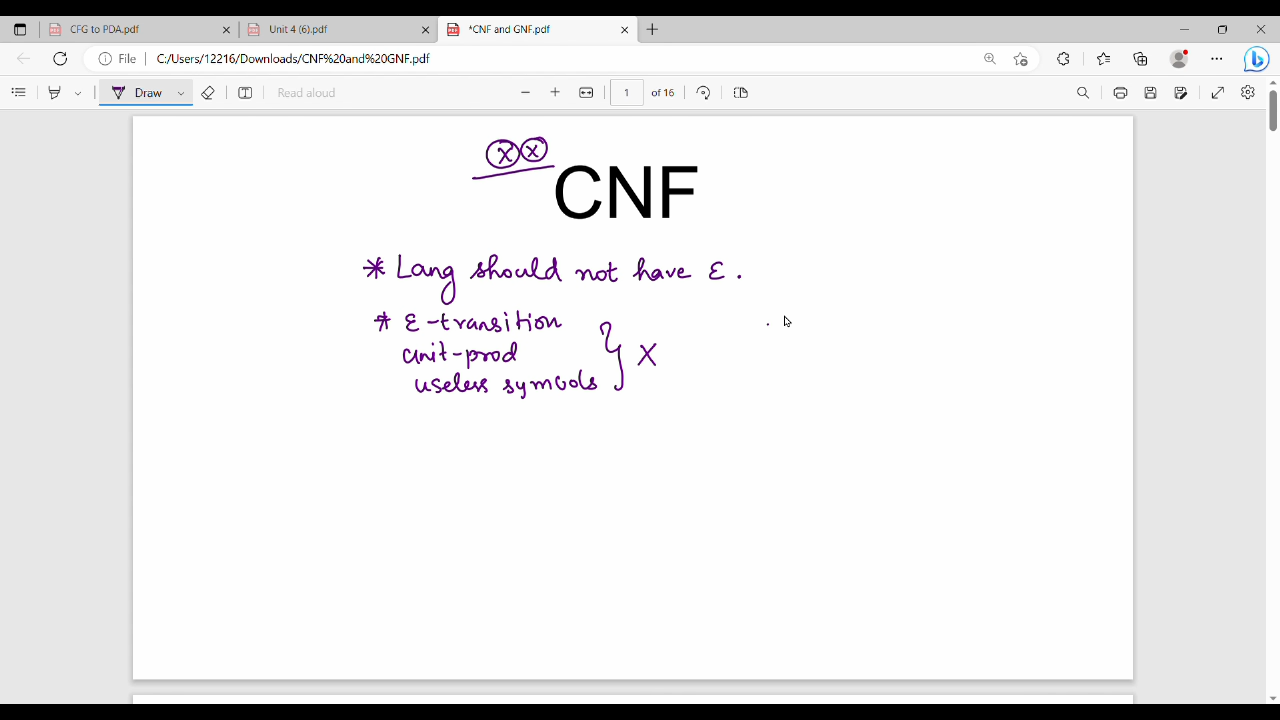 CFG to PDA.pdf
Unit 4 (6).pdf
*CNF and GNF.pdf
File C:/Users/12216/Downloads/CNF%20and%20GNF.pdf
Draw
Read aloud
1 of 16
X X
CNF
* Lang should not have ε.
* ε-transition
unit-prod
useless symbols } X